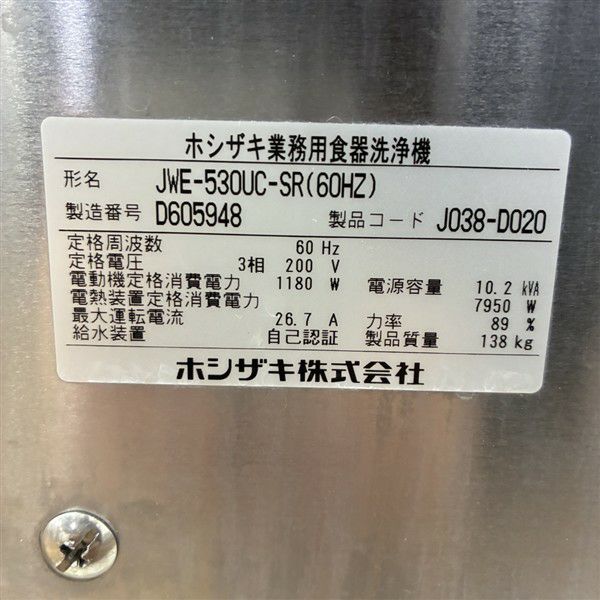 ホシザキ業務用食器洗浄機
形名 JWE-530UC-SR(60HZ)
製造番号 D605948 製品コード J038-D020
定格周波数 60 Hz
定格電圧 3相 200 V
電動機定格消費電力 1180 W 電源容量 10.2 kVA
電熱装置定格消費電力 7950 W
最大運転電流 26.7 A 力率 89 %
給水装置 自己認証 製品質量 138 kg
ホシザキ株式会社